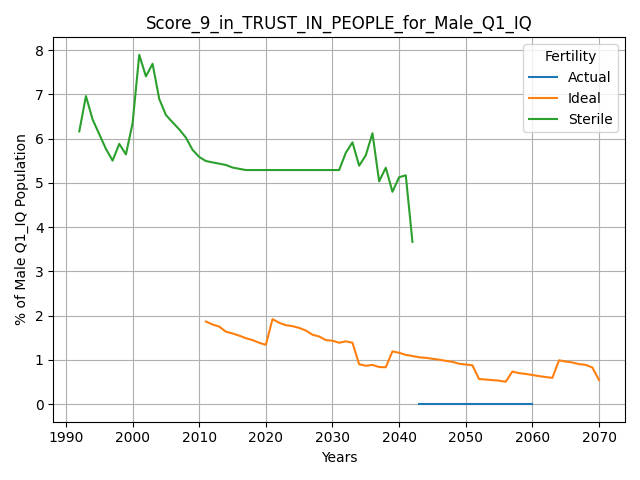 Score_9_in_TRUST_IN_PEOPLE_for_Male_Q1_IQ
Fertility
Actual
Ideal
Sterile
% of Male Q1_IQ Population
8
7
6
5
4
3
2
1
0
1990 2000 2010 2020 2030 2040 2050 2060 2070
Years